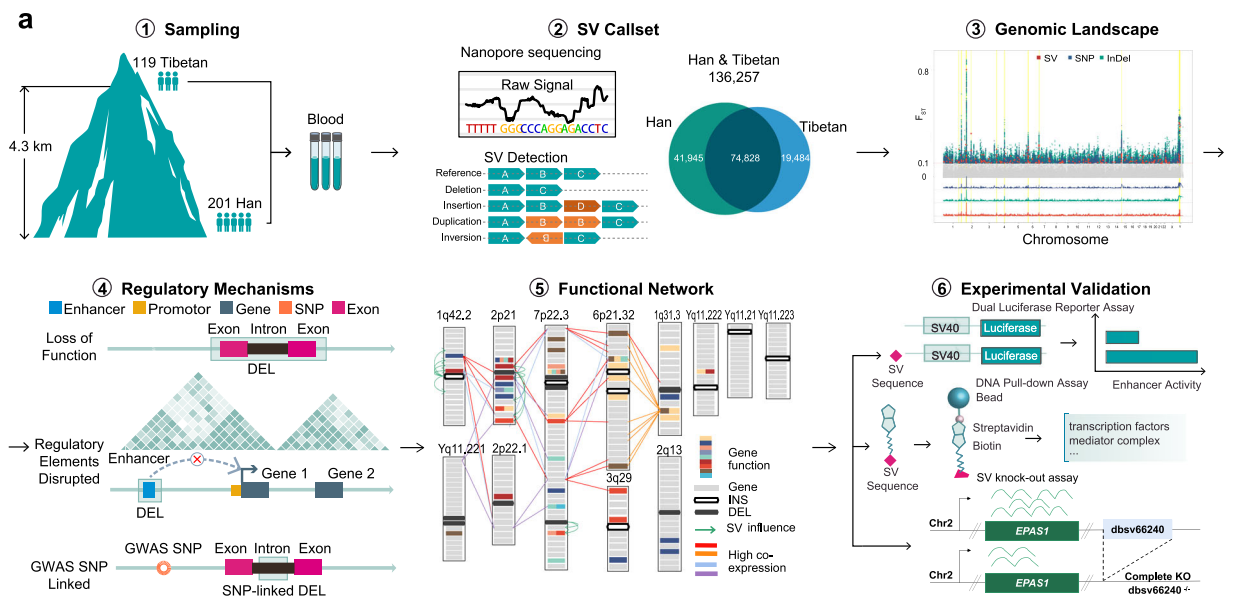 a
① Sampling
119 Tibetan
4.3 km
Blood
201 Han
② SV Callset
Nanopore sequencing
Raw Signal
TTTTT GGGCCCAGGAGACCTC
SV Detection
Reference A B C
Deletion A C
Insertion A B D C
Duplication A B B C
Inversion A B C
Han & Tibetan
136,257
Han
Tibetan
41,945 74,828 19,484
③ Genomic Landscape
SV SNP InDel
0.8
FST
0.1
0
Chromosome
④ Regulatory Mechanisms
Enhancer Promotor Gene SNP Exon
Loss of
Function
Exon Intron Exon
DEL
Regulatory
Elements
Disrupted
Enhancer
Gene 1
Gene 2
DEL
GWAS SNP
Linked
GWAS SNP
Exon Intron Exon
SNP-linked DEL
⑤ Functional Network
1q42.2 2p21 7p22.3 6p21.32 1q31.3 Yq11.222 Yq11.21 Yq11.223
Yq11.221 2p22.1 3q29 2q13
Gene
function
Gene
INS
DEL
SV influence
High co-
expression
⑥ Experimental Validation
Dual Luciferase Reporter Assay
SV40 Luciferase
SV40 Luciferase
SV
Sequence
Enhancer Activity
DNA Pull-down Assay
Bead
Streptavidin
Biotin
SV
Sequence
transcription factors
mediator complex
...
SV knock-out assay
Chr2
EPAS1
dbsv66240
Chr2
EPAS1
Complete KO
dbsv66240 -/-